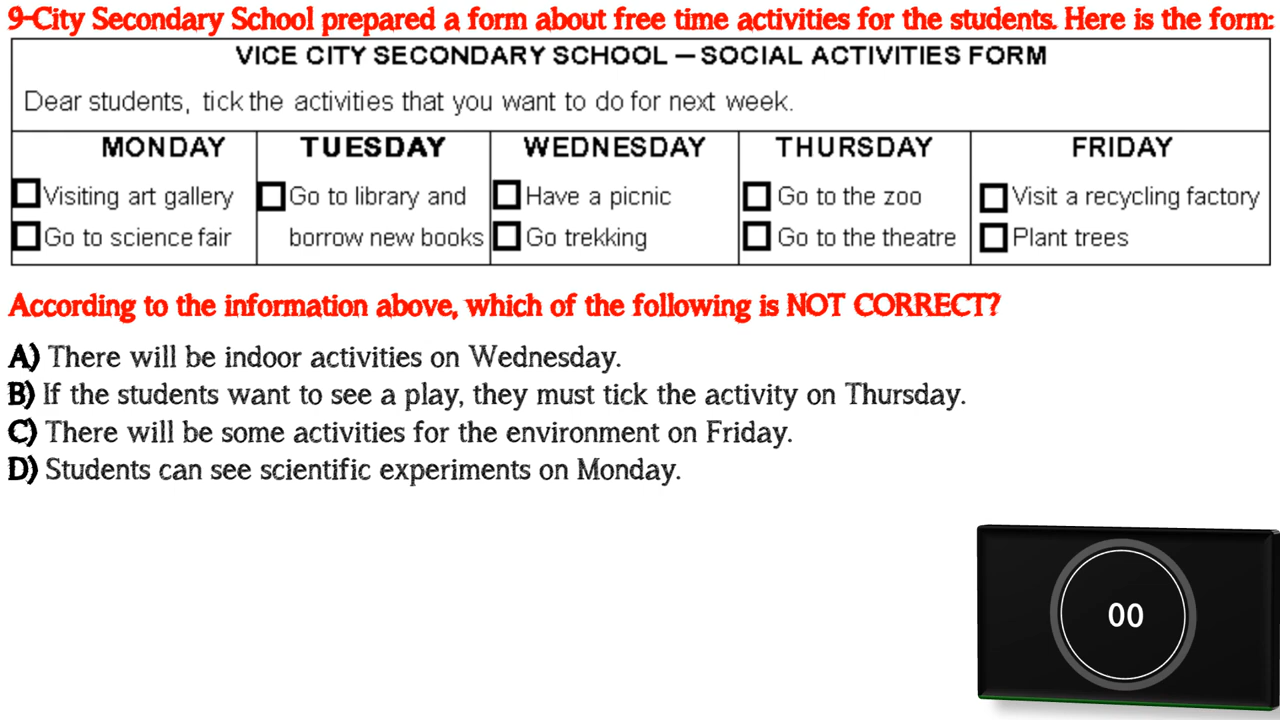 9-City Secondary School prepared a form about free time activities for the students. Here is the form:
VICE CITY SECONDARY SCHOOL – SOCIAL ACTIVITIES FORM
Dear students, tick the activities that you want to do for next week.
MONDAY
Visiting art gallery
Go to science fair
TUESDAY
Go to library and
borrow new books
WEDNESDAY
Have a picnic
Go trekking
THURSDAY
Go to the zoo
Go to the theatre
FRIDAY
Visit a recycling factory
Plant trees
According to the information above, which of the following is NOT CORRECT?
A) There will be indoor activities on Wednesday.
B) If the students want to see a play, they must tick the activity on Thursday.
C) There will be some activities for the environment on Friday.
D) Students can see scientific experiments on Monday.
00